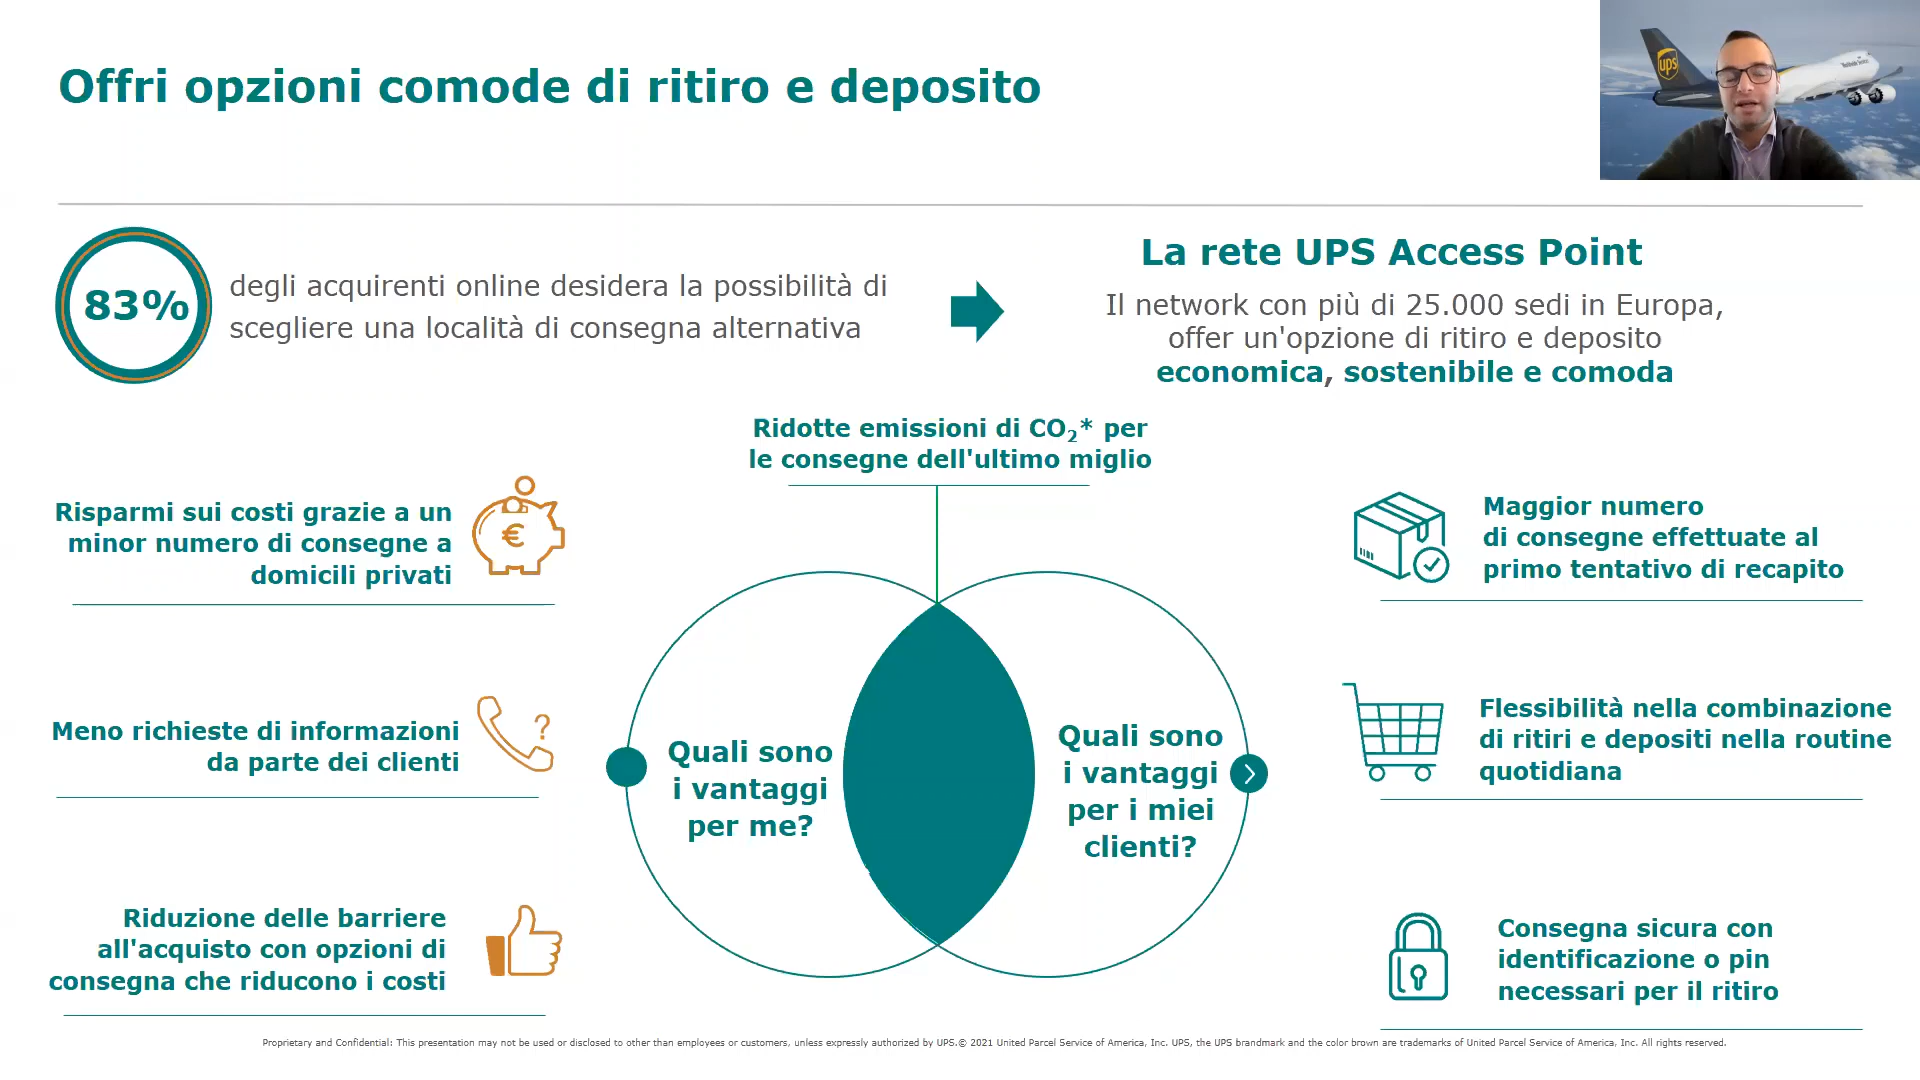 Offri opzioni comode di ritiro e deposito
ups
83%
degli acquirenti online desidera la possibilità di
scegliere una località di consegna alternativa
La rete UPS Access Point
Il network con più di 25.000 sedi in Europa,
offer un'opzione di ritiro e deposito
economica, sostenibile e comoda
Ridotte emissioni di CO₂* per
le consegne dell'ultimo miglio
Risparmi sui costi grazie a un
minor numero di consegne a
domicili privati
€
Meno richieste di informazioni
da parte dei clienti
?
Riduzione delle barriere
all'acquisto con opzioni di
consegna che riducono i costi
Quali sono
i vantaggi
per me?
Quali sono
i vantaggi
per i miei
clienti?
Maggior numero
di consegne effettuate al
primo tentativo di recapito
Flessibilità nella combinazione
di ritiri e depositi nella routine
quotidiana
Consegna sicura con
identificazione o pin
necessari per il ritiro
Proprietary and Confidential: This presentation may not be used or disclosed to other than employees or customers, unless expressly authorized by UPS.© 2021 United Parcel Service of America, Inc. UPS, the UPS brandmark and the color brown are trademarks of United Parcel Service of America, Inc. All rights reserved.